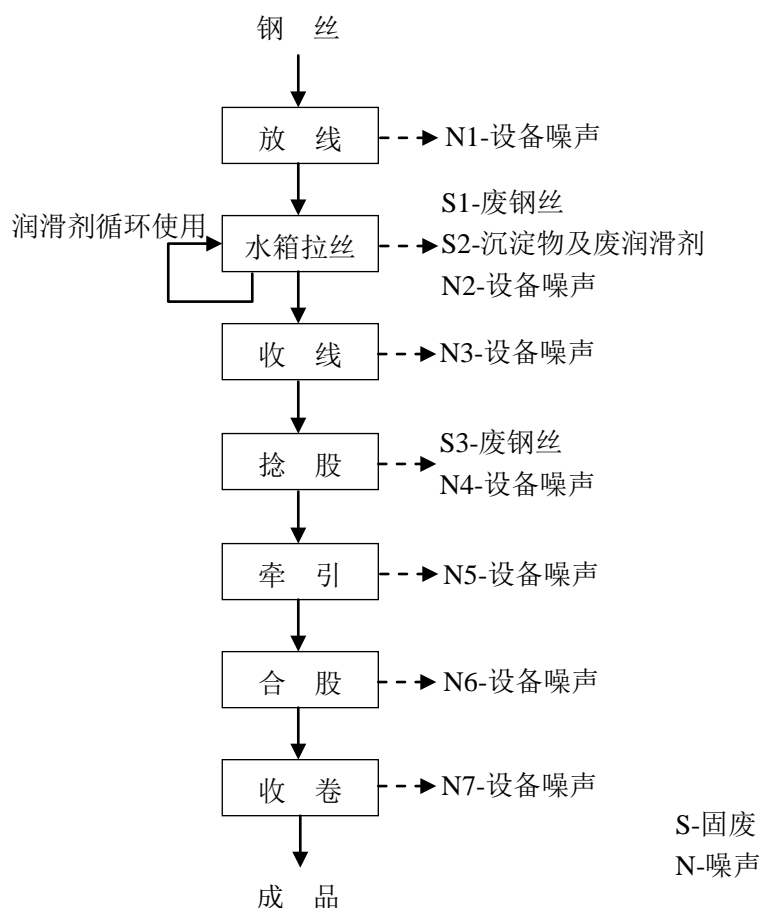 钢 丝
放 线
N1-设备噪声
润滑剂循环使用
水箱拉丝
S1-废钢丝
S2-沉淀物及废润滑剂
N2-设备噪声
收 线
N3-设备噪声
捻 股
S3-废钢丝
N4-设备噪声
牵 引
N5-设备噪声
合 股
N6-设备噪声
收 卷
N7-设备噪声
S-固废
N-噪声
成 品